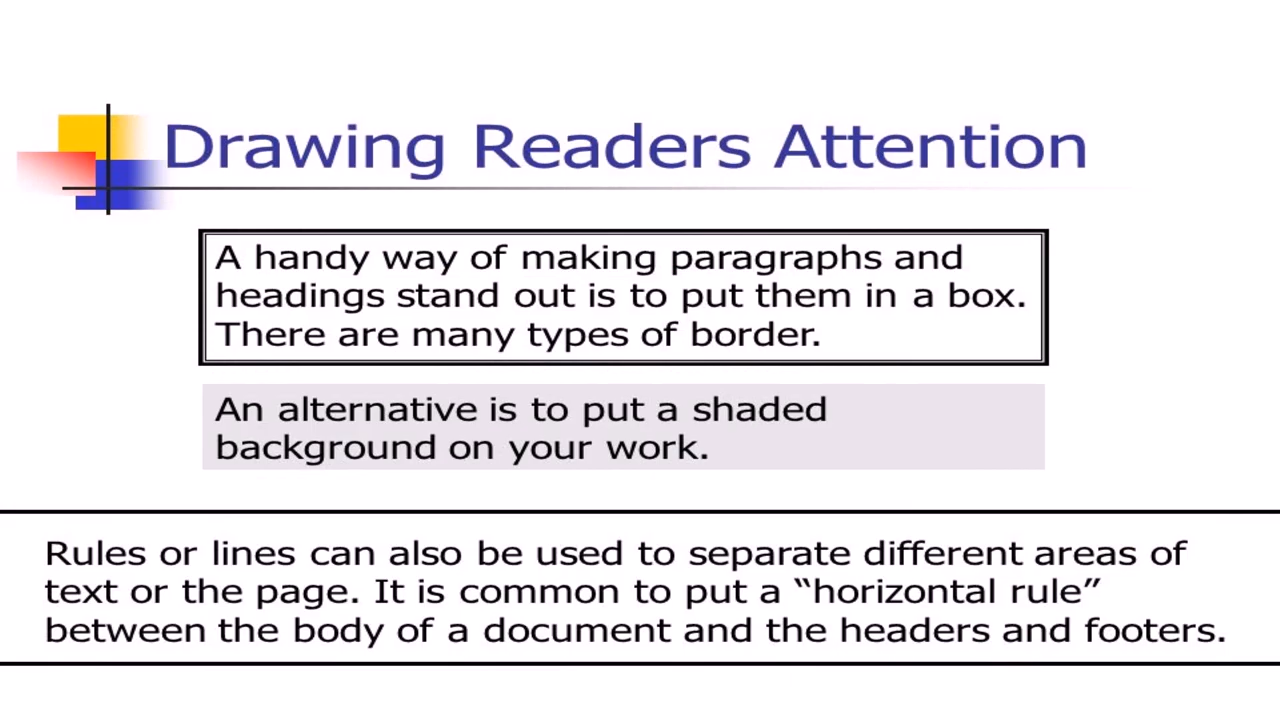 Drawing Readers Attention
A handy way of making paragraphs and
headings stand out is to put them in a box.
There are many types of border.
An alternative is to put a shaded
background on your work.
Rules or lines can also be used to separate different areas of
text or the page. It is common to put a “horizontal rule”
between the body of a document and the headers and footers.